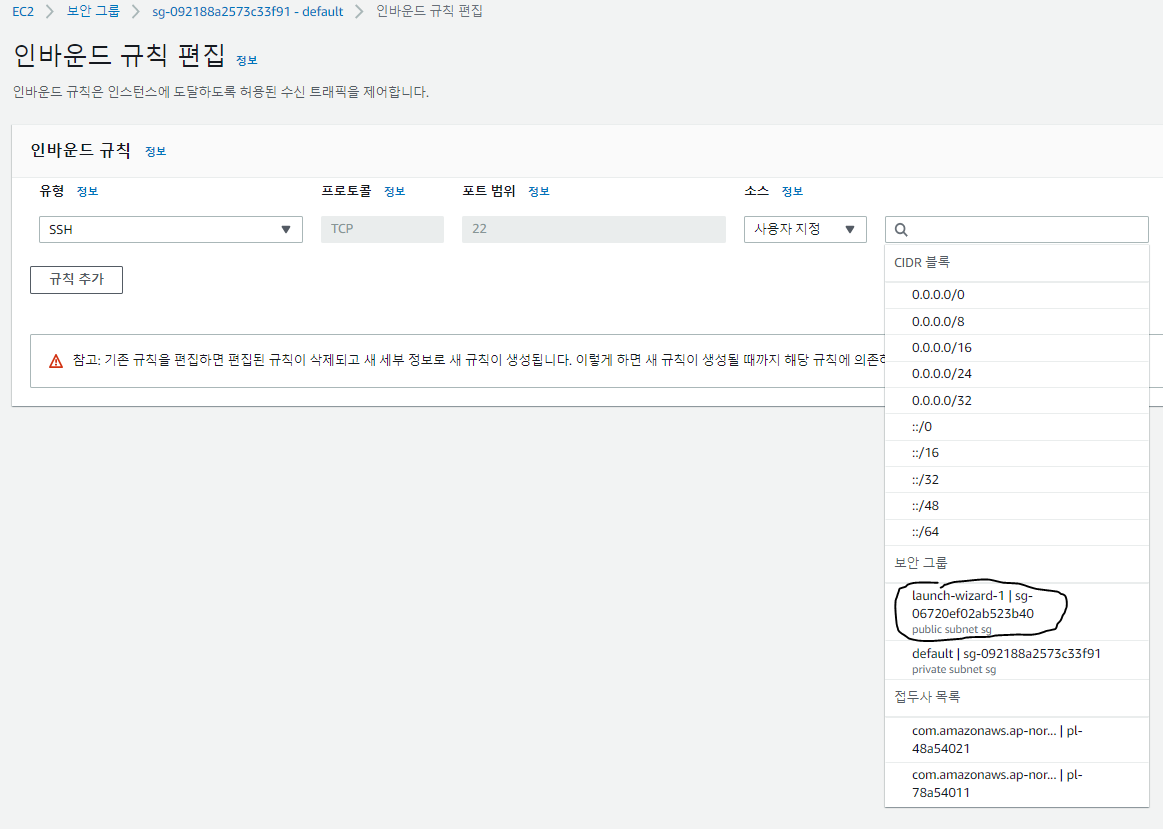 EC2 > 보안 그룹 > sg-092188a2573c33f91 - default > 인바운드 규칙 편집
인바운드 규칙 편집 정보
인바운드 규칙은 인스턴스에 도달하도록 허용된 수신 트래픽을 제어합니다.
인바운드 규칙 정보
유형 정보 프로토콜 정보 포트 범위 정보 소스 정보
SSH TCP 22 사용자 지정
규칙 추가
참고: 기존 규칙을 편집하면 편집된 규칙이 삭제되고 새 세부 정보로 새 규칙이 생성됩니다. 이렇게 하면 새 규칙이 생성될 때까지 해당 규칙에
CIDR 블록
0.0.0.0/0
0.0.0.0/8
0.0.0.0/16
0.0.0.0/24
0.0.0.0/32
::/0
::/16
::/32
::/48
::/64
보안 그룹
launch-wizard-1 | sg-
06720ef02ab523b40
public subnet sg
default | sg-092188a2573c33f91
private subnet sg
접두사 목록
com.amazonaws.ap-nor... | pl-
48a54021
com.amazonaws.ap-nor... | pl-
78a54011